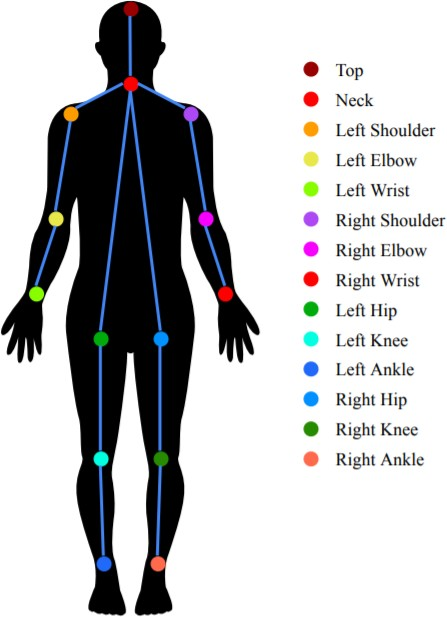 Top
Neck
Left Shoulder
Left Elbow
Left Wrist
Right Shoulder
Right Elbow
Right Wrist
Left Hip
Left Knee
Left Ankle
Right Hip
Right Knee
Right Ankle